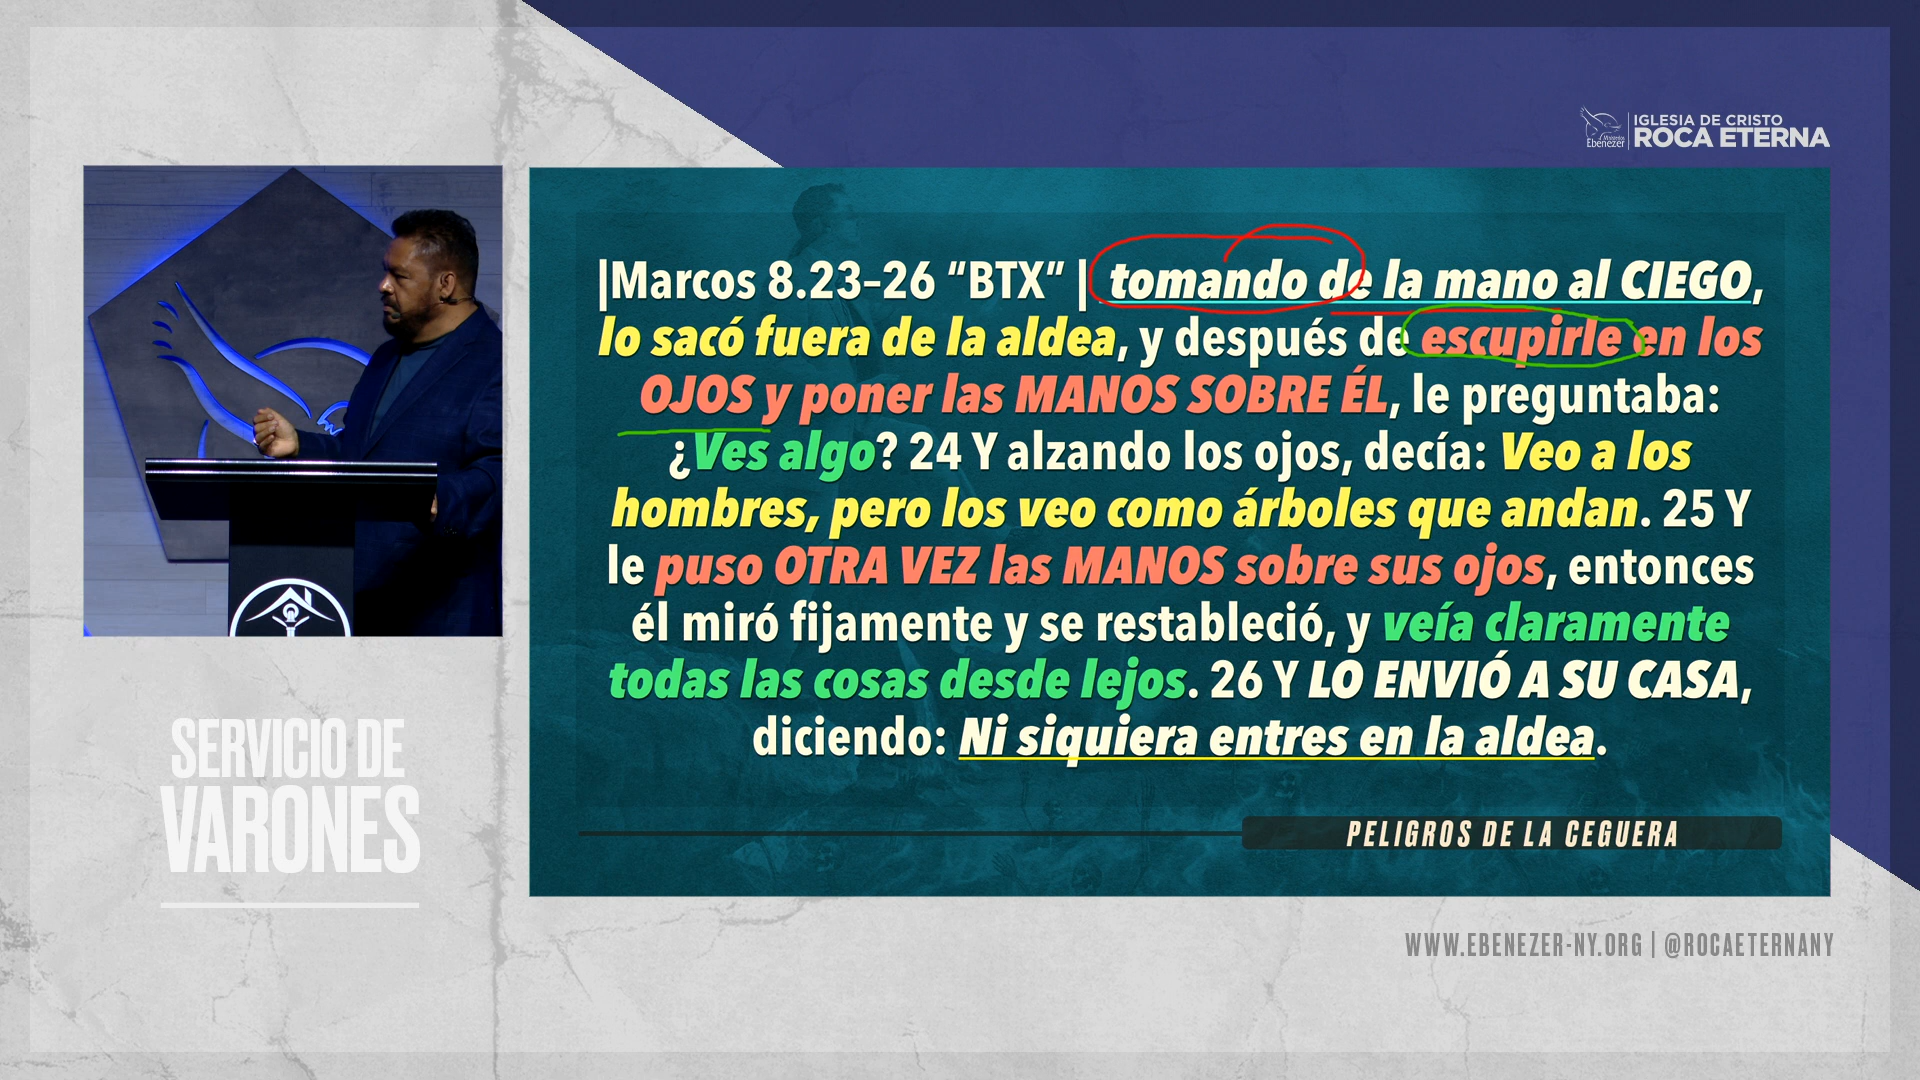 Ministerios
Ebenezer
IGLESIA DE CRISTO
ROCA ETERNA
|Marcos 8.23–26 “BTX” | tomando de la mano al CIEGO,
lo sacó fuera de la aldea, y después de escupirle en los
OJOS y poner las MANOS SOBRE ÉL, le preguntaba:
¿Ves algo? 24 Y alzando los ojos, decía: Veo a los
hombres, pero los veo como árboles que andan. 25 Y
le puso OTRA VEZ las MANOS sobre sus ojos, entonces
él miró fijamente y se restableció, y veía claramente
todas las cosas desde lejos. 26 Y LO ENVIÓ A SU CASA,
diciendo: Ni siquiera entres en la aldea.
PELIGROS DE LA CEGUERA
SERVICIO DE
VARONES
WWW.EBENEZER-NY.ORG | @ROCAETERNANY